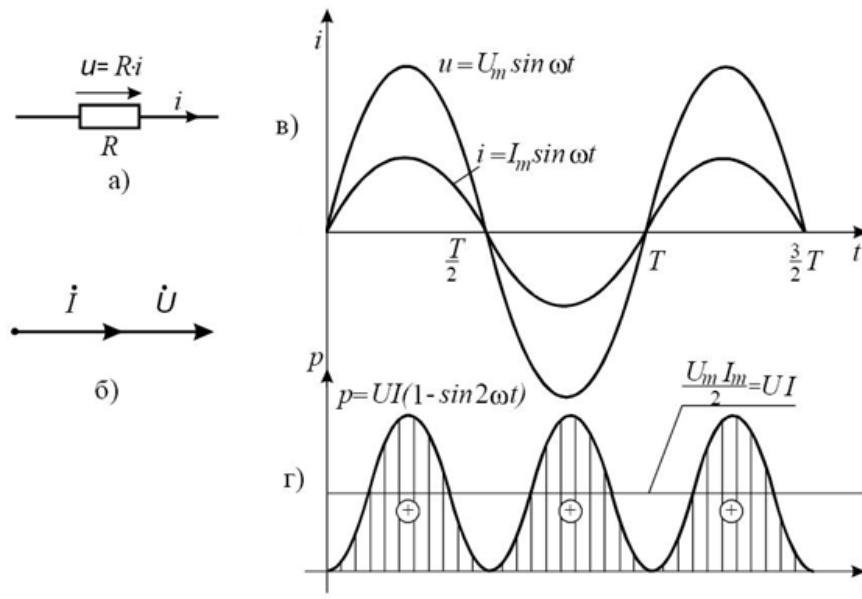 u= R·i
i
R
а)
İ U̇
б)
i
u=Uₘ sin ωt
в)
i=Iₘ sin ωt
T/2
T
3/2 T
t
p
p=UI(1- sin2ωt)
UₘIₘ/2=UI
г)
+ + +